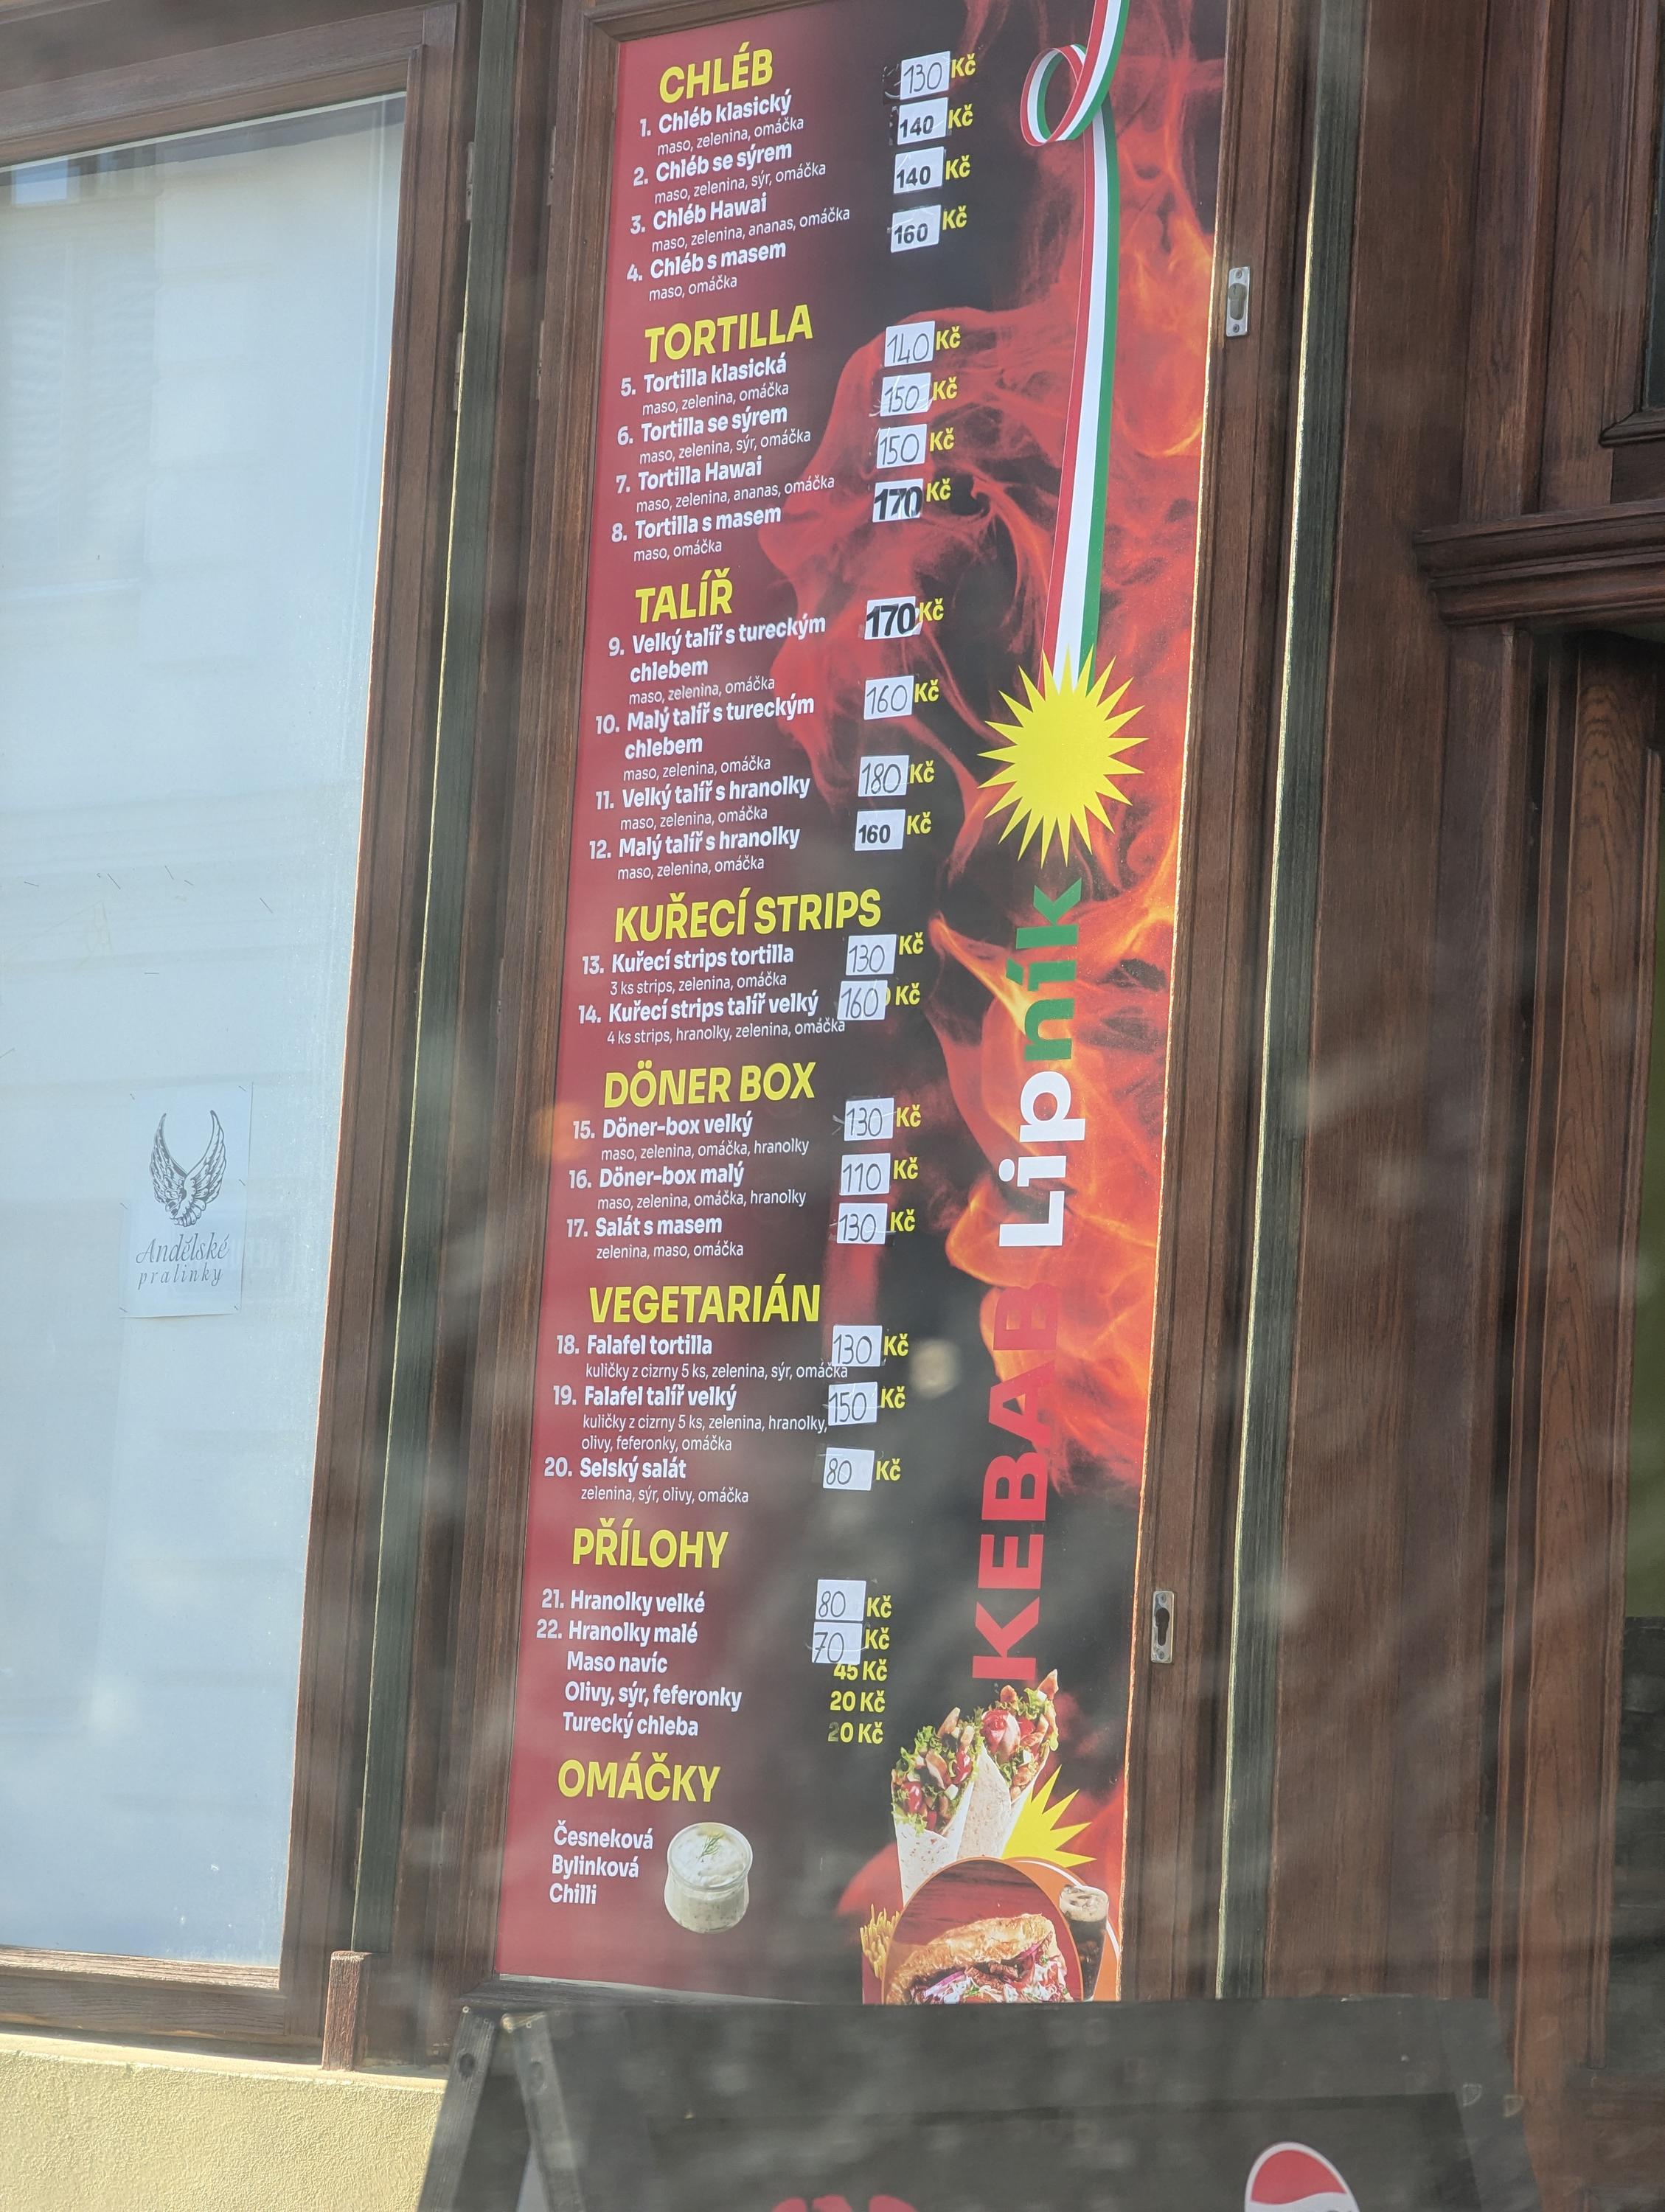 CHLÉB
1. Chléb klasický 130 Kč
maso, zelenina, omáčka
2. Chléb se sýrem 140 Kč
maso, zelenina, sýr, omáčka
3. Chléb Hawai 140 Kč
maso, zelenina, ananas, omáčka
4. Chléb s masem 160 Kč
maso, omáčka
TORTILLA
5. Tortilla klasická 140 Kč
maso, zelenina, omáčka
6. Tortilla se sýrem 150 Kč
maso, zelenina, sýr, omáčka
7. Tortilla Hawai 150 Kč
maso, zelenina, ananas, omáčka
8. Tortilla s masem 170 Kč
maso, omáčka
TALÍŘ
9. Velký talíř s tureckým 170 Kč
chlebem
maso, zelenina, omáčka
10. Malý talíř s tureckým 160 Kč
chlebem
maso, zelenina, omáčka
11. Velký talíř s hranolky 180 Kč
maso, zelenina, omáčka
12. Malý talíř s hranolky 160 Kč
maso, zelenina, omáčka
KUŘECÍ STRIPS
13. Kuřecí strips tortilla 130 Kč
3 ks strips, zelenina, omáčka
14. Kuřecí strips talíř velký 160 Kč
4 ks strips, hranolky, zelenina, omáčka
DÖNER BOX
15. Döner-box velký 130 Kč
maso, zelenina, omáčka, hranolky
16. Döner-box malý 110 Kč
maso, zelenina, omáčka, hranolky
17. Salát s masem 130 Kč
zelenina, maso, omáčka
VEGETARIÁN
18. Falafel tortilla 130 Kč
kuličky z cizrny 5 ks, zelenina, sýr, omáčka
19. Falafel talíř velký 150 Kč
kuličky z cizrny 5 ks, zelenina, hranolky,
olivy, feferonky, omáčka
20. Selský salát 80 Kč
zelenina, sýr, olivy, omáčka
PŘÍLOHY
21. Hranolky velké 80 Kč
22. Hranolky malé 70 Kč
Maso navíc 45 Kč
Olivy, sýr, feferonky 20 Kč
Turecký chleba 20 Kč
OMÁČKY
Česneková
Bylinková
Chilli
KEBAB Lipník
Andělské
pralinky